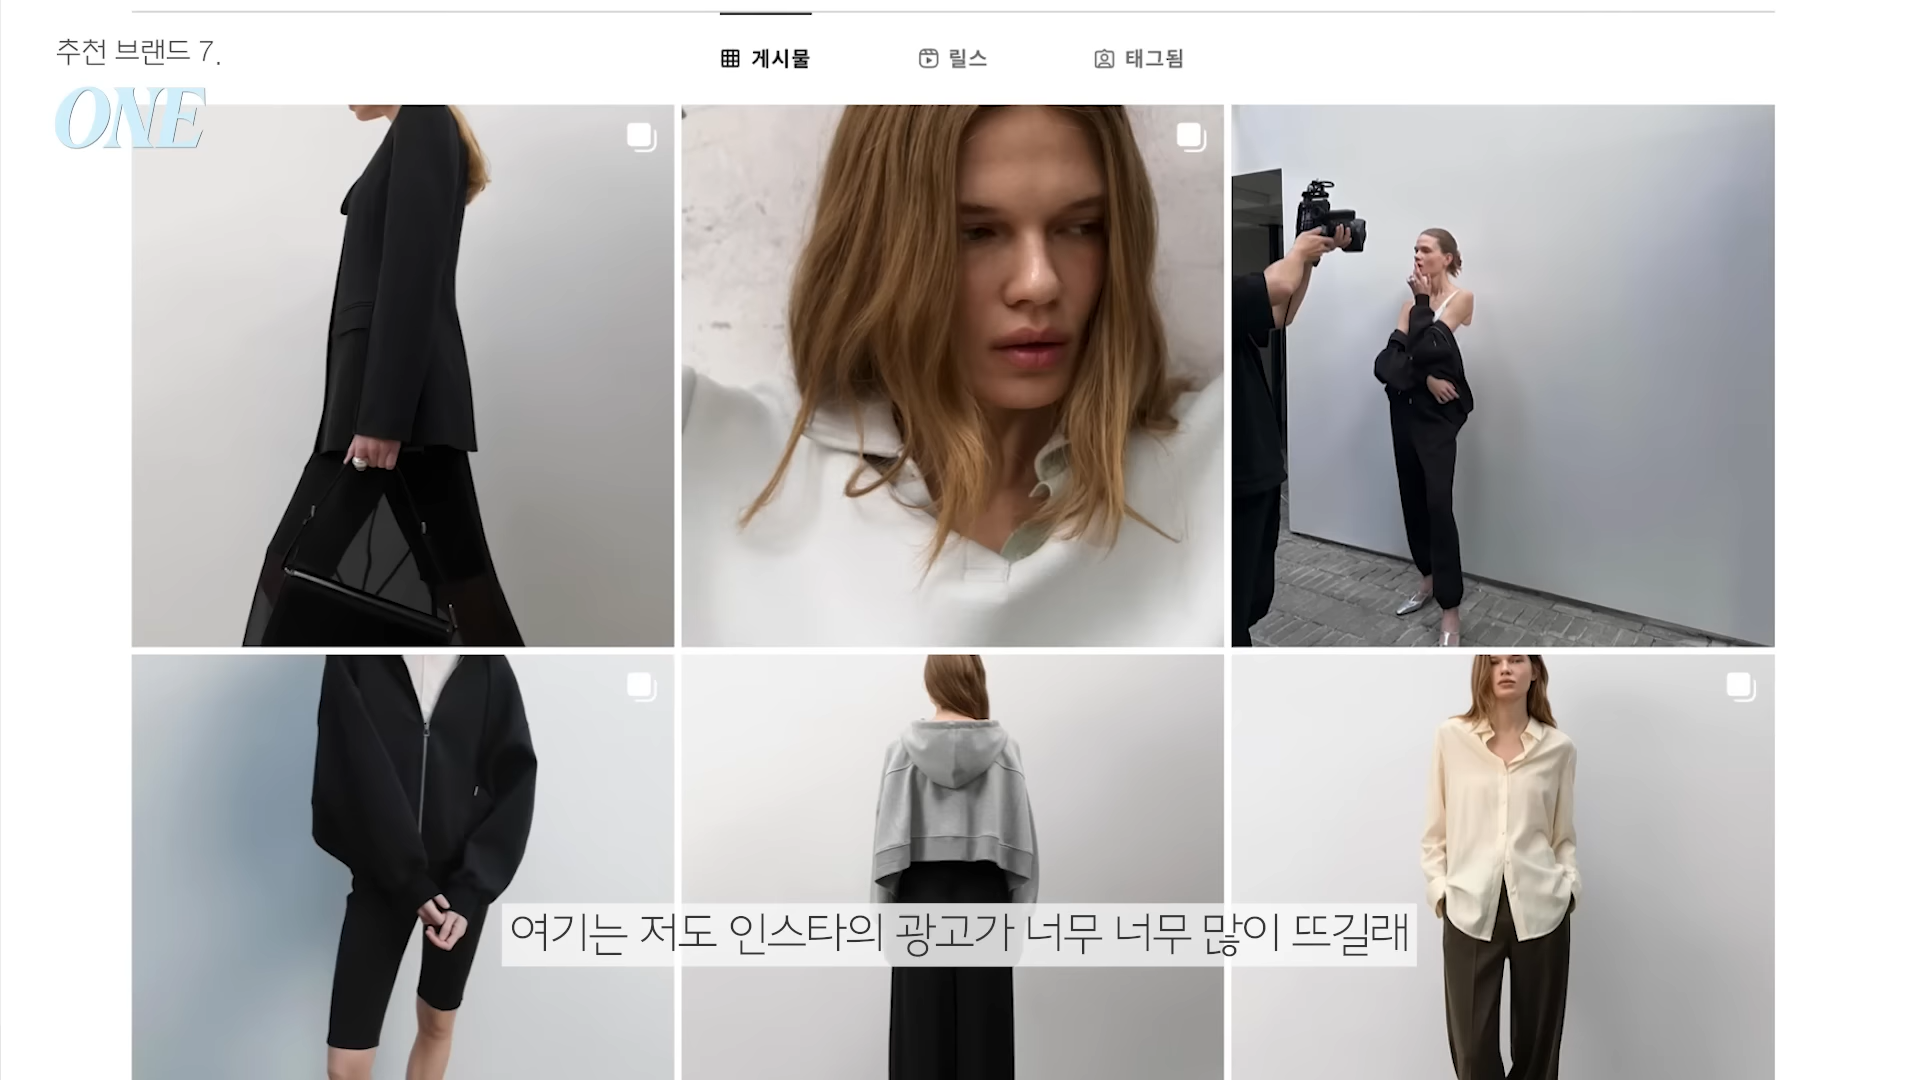 추천 브랜드 7.
ONE
게시물
릴스
태그됨
여기는 저도 인스타의 광고가 너무 너무 많이 뜨길래